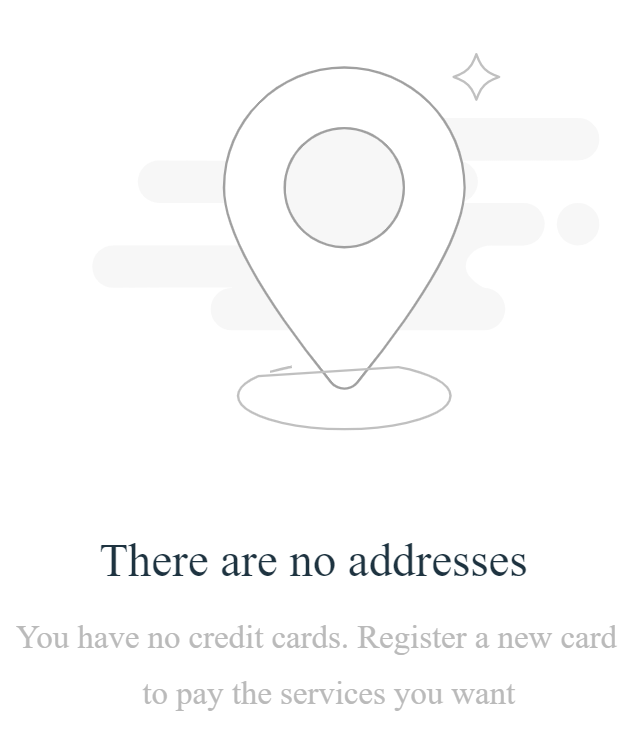 There are no addresses
You have no credit cards. Register a new card
to pay the services you want